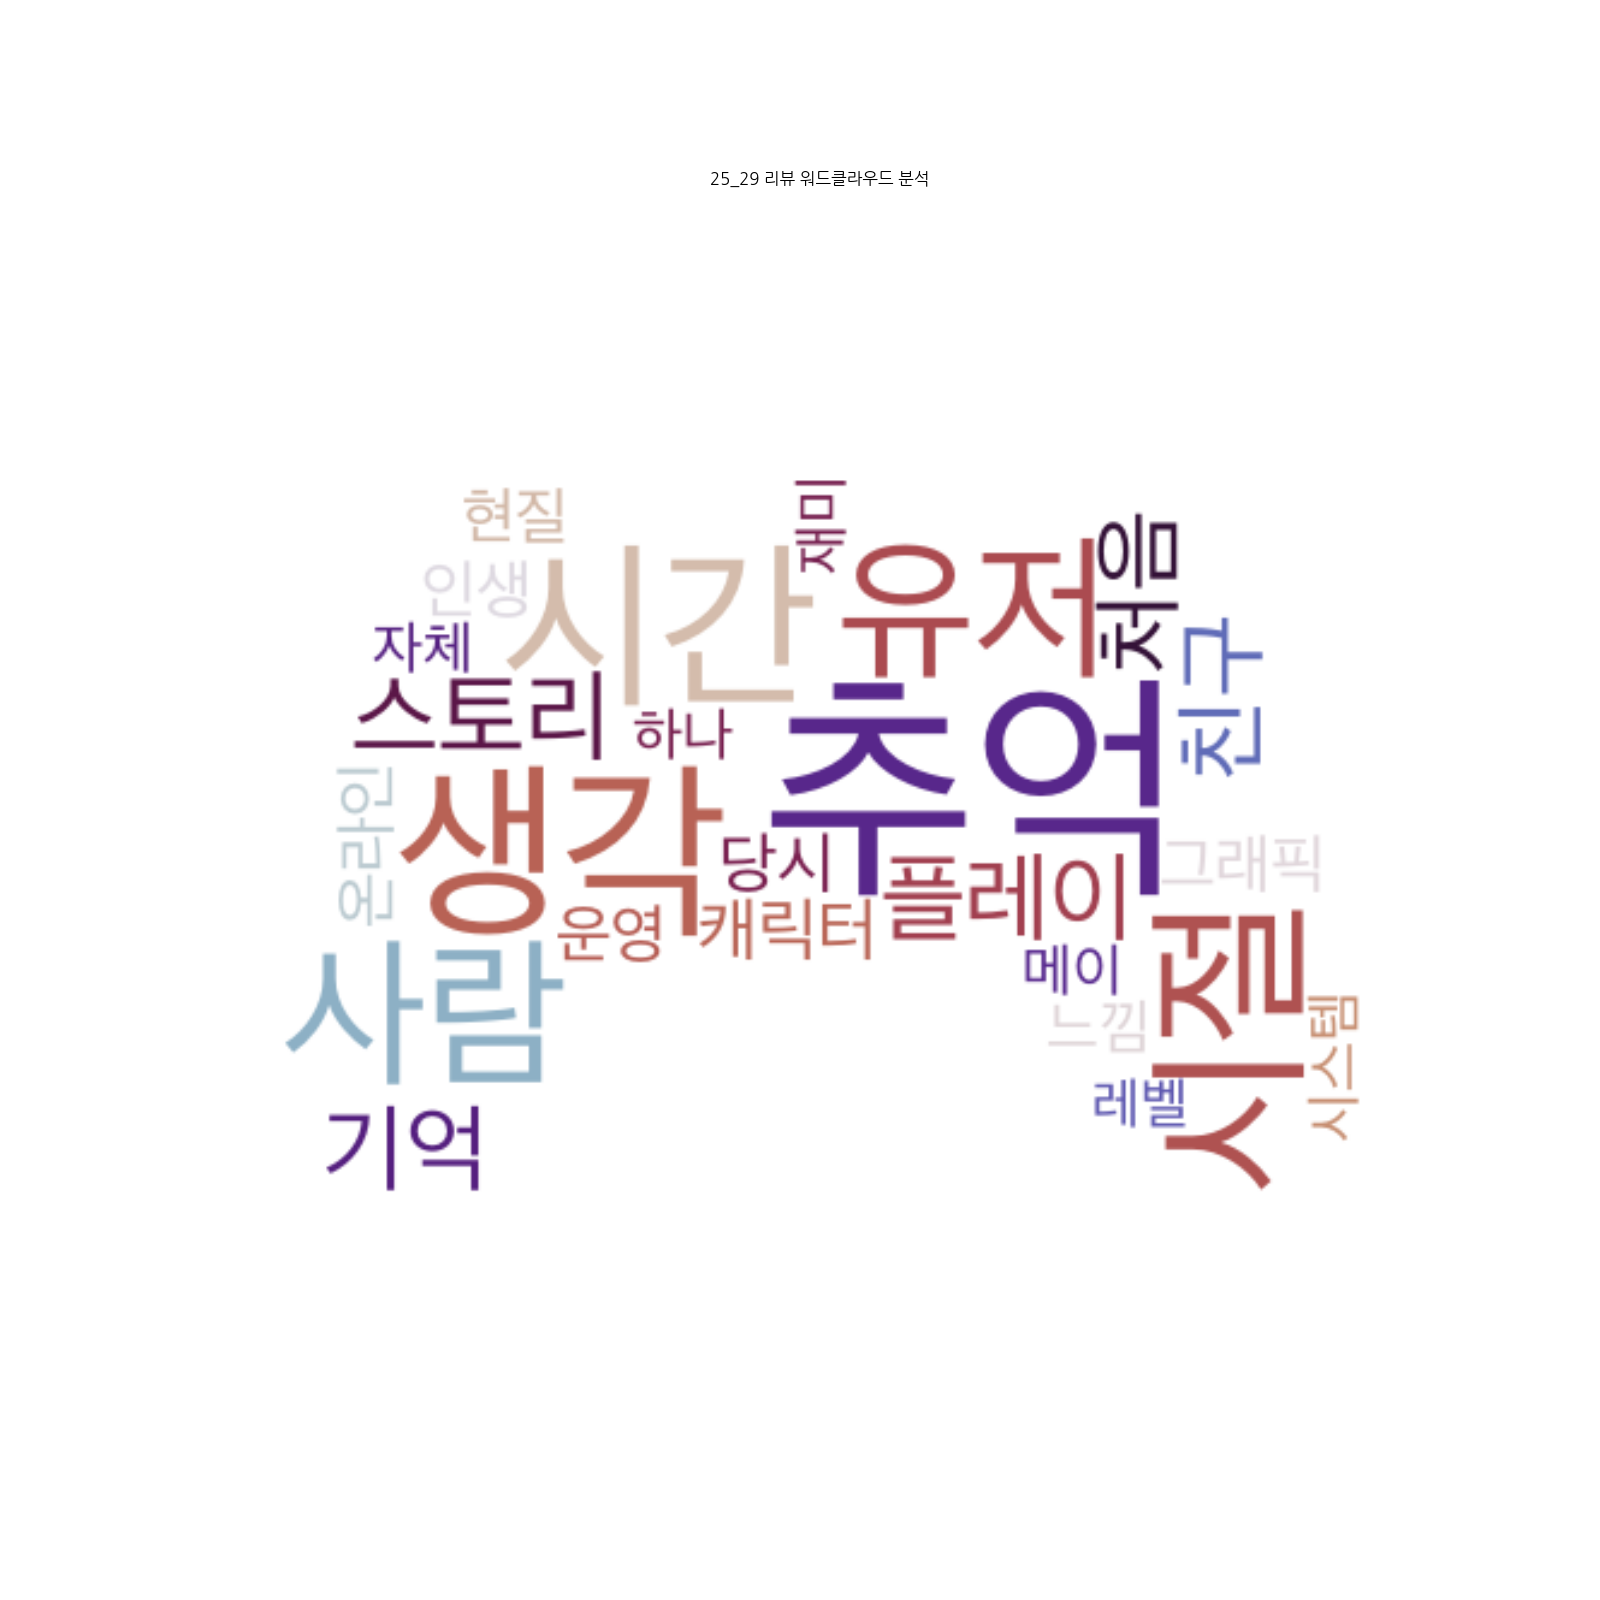 25_29 리뷰 워드클라우드 분석
현질
재미
시간
유저
처음
인생
자체
친구
스토리
하나
추억
온라인
생각
당시
플레이
그래픽
운영
캐릭터
시절
사람
메이
느낌
시스템
레벨
기억